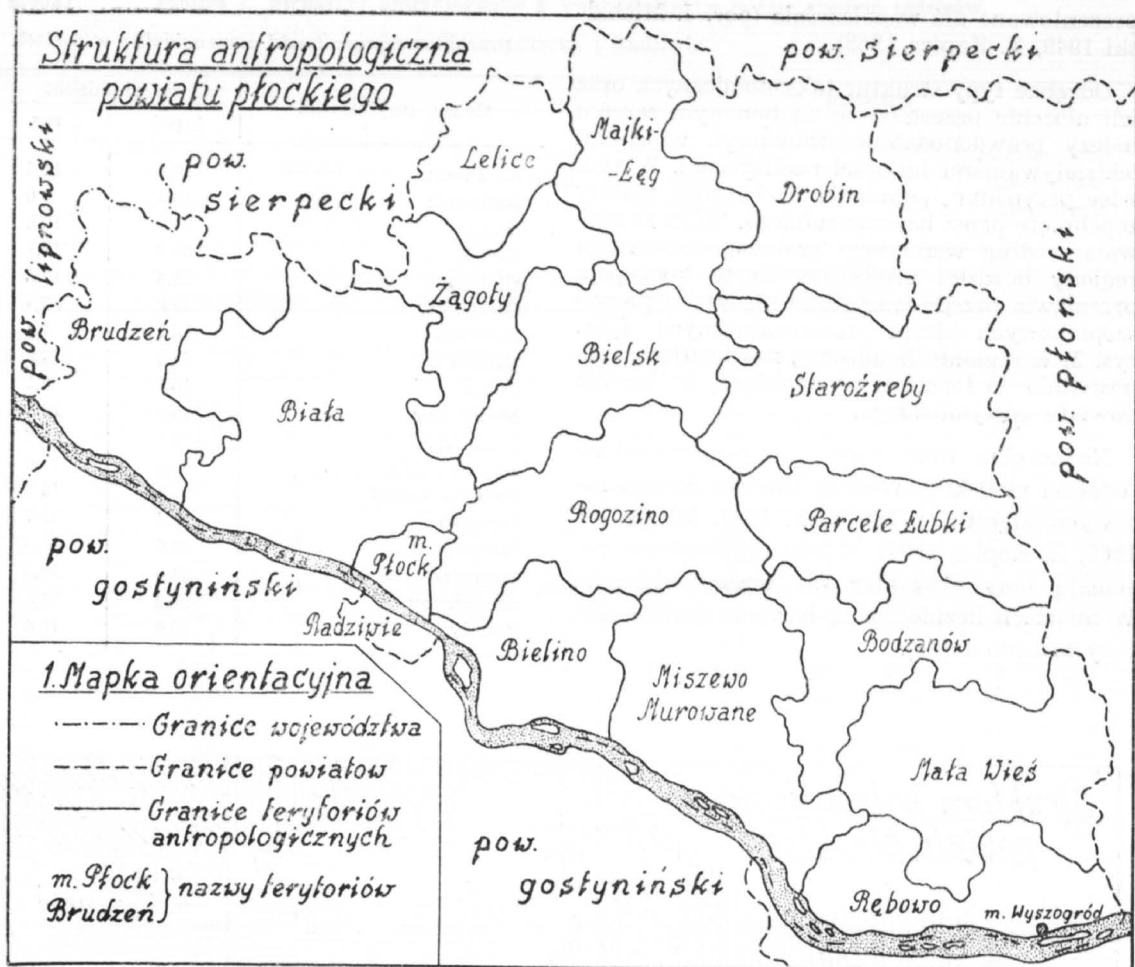 Struktura antropologiczna
powiatu płockiego
pow. sierpecki
pow.
sierpecki
pow. lipnowski
Lelice
Majki-
-Łęg
Drobin
Brudzeń
Żągoty
Bielsk
Staroźreby
pow. płoński
Biała
Rogozino
Parcele Łubki
m.
Płock
pow.
gostyniński
Radziwie
Bielino
Miszewo
Murowane
Bodzanów
Mała Wieś
Rębowo
m. Wyszogród
pow.
gostyniński
1. Mapka orientacyjna
Granice województwa
Granice powiatów
Granice terytoriów
antropologicznych
m. Płock
Brudzeń
nazwy terytoriów